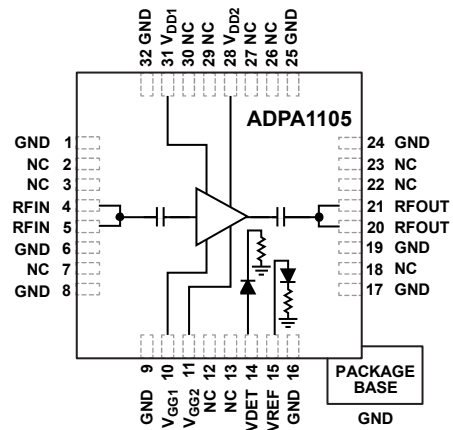 32 GND
31 VDD1
30 NC
29 NC
28 VDD2
27 NC
26 NC
25 GND
ADPA1105
GND 1
NC 2
NC 3
RFIN 4
RFIN 5
GND 6
NC 7
GND 8
24 GND
23 NC
22 NC
21 RFOUT
20 RFOUT
19 GND
18 NC
17 GND
GND 9
VGG1 10
VGG2 11
NC 12
NC 13
VDET 14
VREF 15
GND 16
PACKAGE
BASE
GND